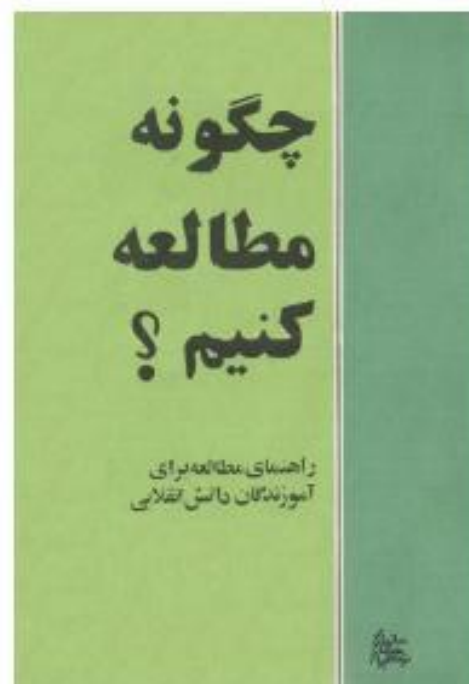 چگونه
مطالعه
کنیم ؟
راهنمای مطالعه برای
آموزندگان دانش انقلابی